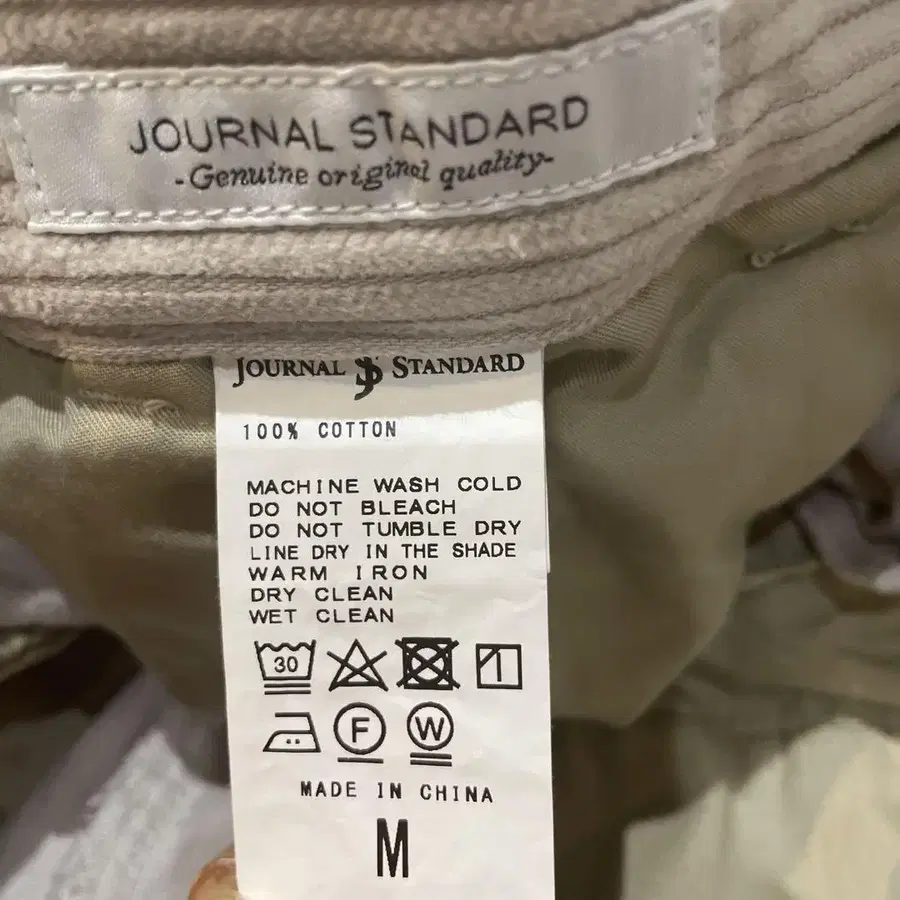 JOURNAL STANDARD
-Genuine original quality-
JOURNAL JS STANDARD
100% COTTON
MACHINE WASH COLD
DO NOT BLEACH
DO NOT TUMBLE DRY
LINE DRY IN THE SHADE
WARM IRON
DRY CLEAN
WET CLEAN
30
F W
MADE IN CHINA
M